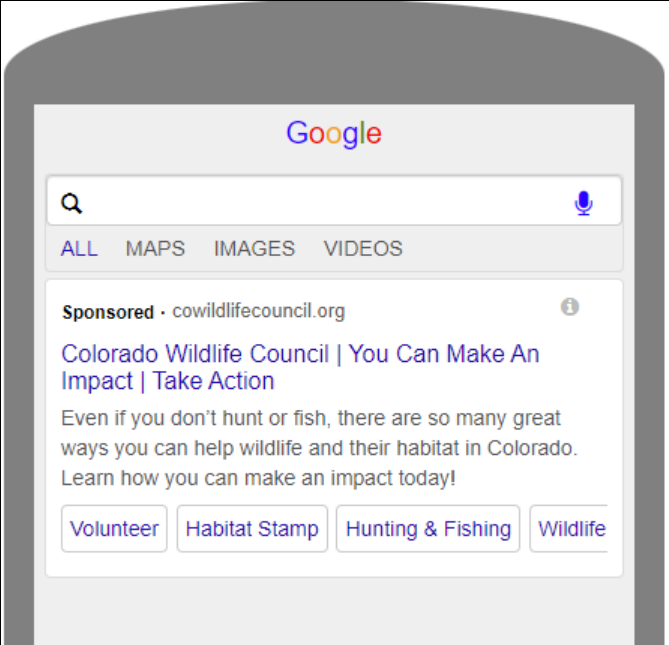 Google
ALL MAPS IMAGES VIDEOS
Sponsored · cowildlifecouncil.org
Colorado Wildlife Council | You Can Make An
Impact | Take Action
Even if you don't hunt or fish, there are so many great
ways you can help wildlife and their habitat in Colorado.
Learn how you can make an impact today!
Volunteer Habitat Stamp Hunting & Fishing Wildlife